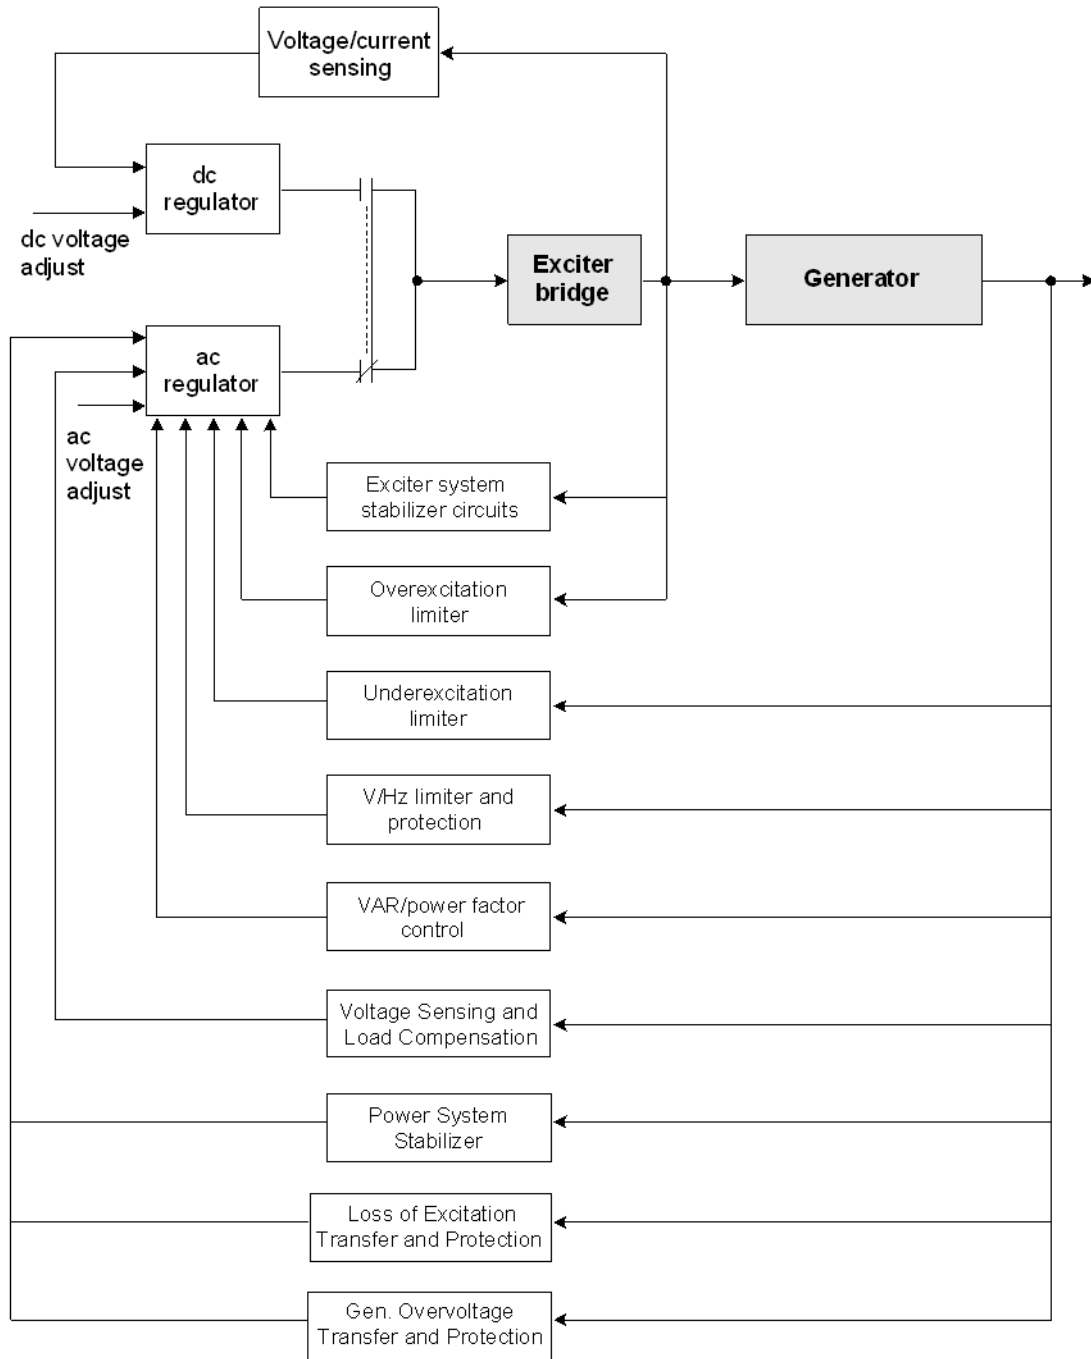 Voltage/current
sensing
dc
regulator
dc voltage
adjust
Exciter
bridge
Generator
ac
regulator
ac
voltage
adjust
Exciter system
stabilizer circuits
Overexcitation
limiter
Underexcitation
limiter
V/Hz limiter and
protection
VAR/power factor
control
Voltage Sensing and
Load Compensation
Power System
Stabilizer
Loss of Excitation
Transfer and Protection
Gen. Overvoltage
Transfer and Protection